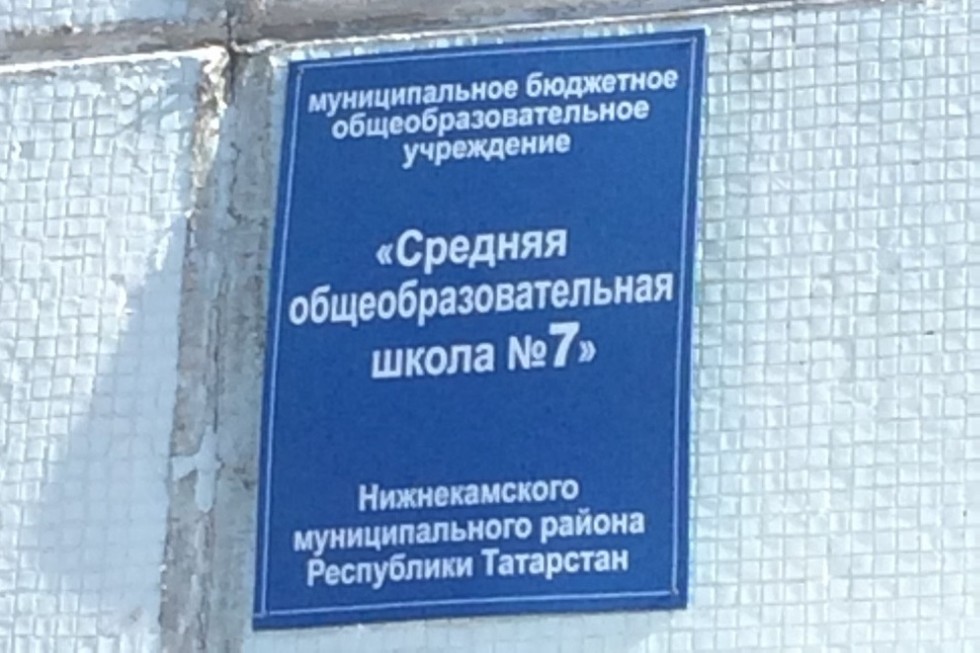 муниципальное бюджетное
общеобразовательное
учреждение
«Средняя
общеобразовательная
школа №7»
Нижнекамского
муниципального района
Республики Татарстан